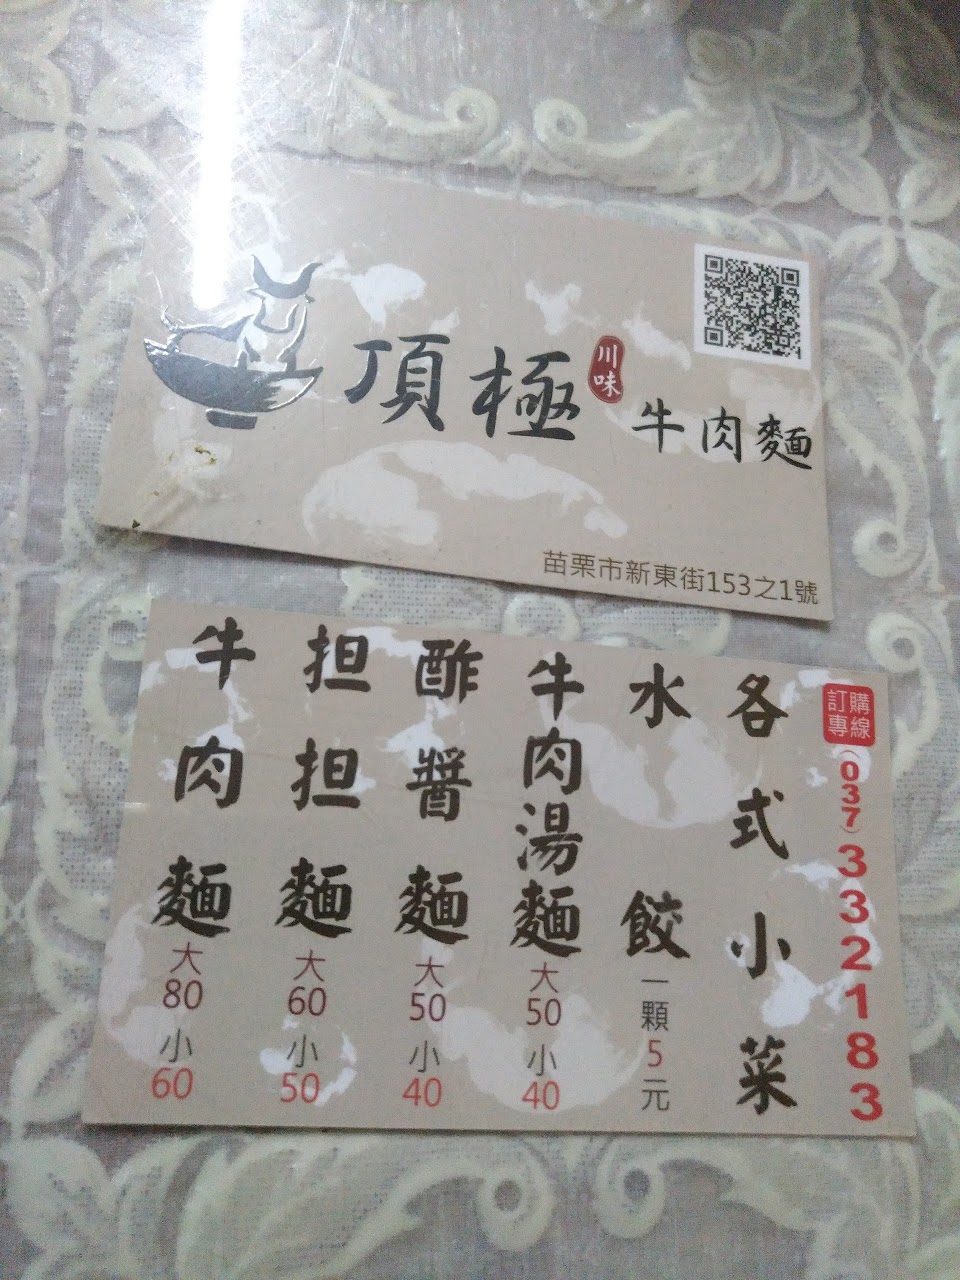 頂極
川味
牛肉麵
苗栗市新東街153之1號
訂購
專線
(037)332183
各式小菜
水餃 一顆5元
牛肉湯麵 大50 小40
酢醬麵 大50 小40
担担麵 大60 小50
牛肉麵 大80 小60